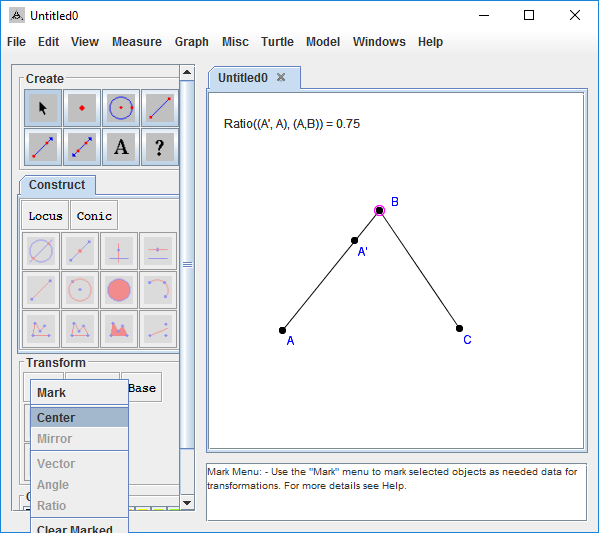 Untitled0
File Edit View Measure Graph Misc Turtle Model Windows Help
Create
A ?
Construct
Locus Conic
Transform
Base
Mark
Center
Mirror
Vector
Angle
Ratio
Clear Marked
Untitled0
Ratio((A', A), (A,B)) = 0.75
B
A'
A
C
Mark Menu: - Use the "Mark" menu to mark selected objects as needed data for
transformations. For more details see Help.